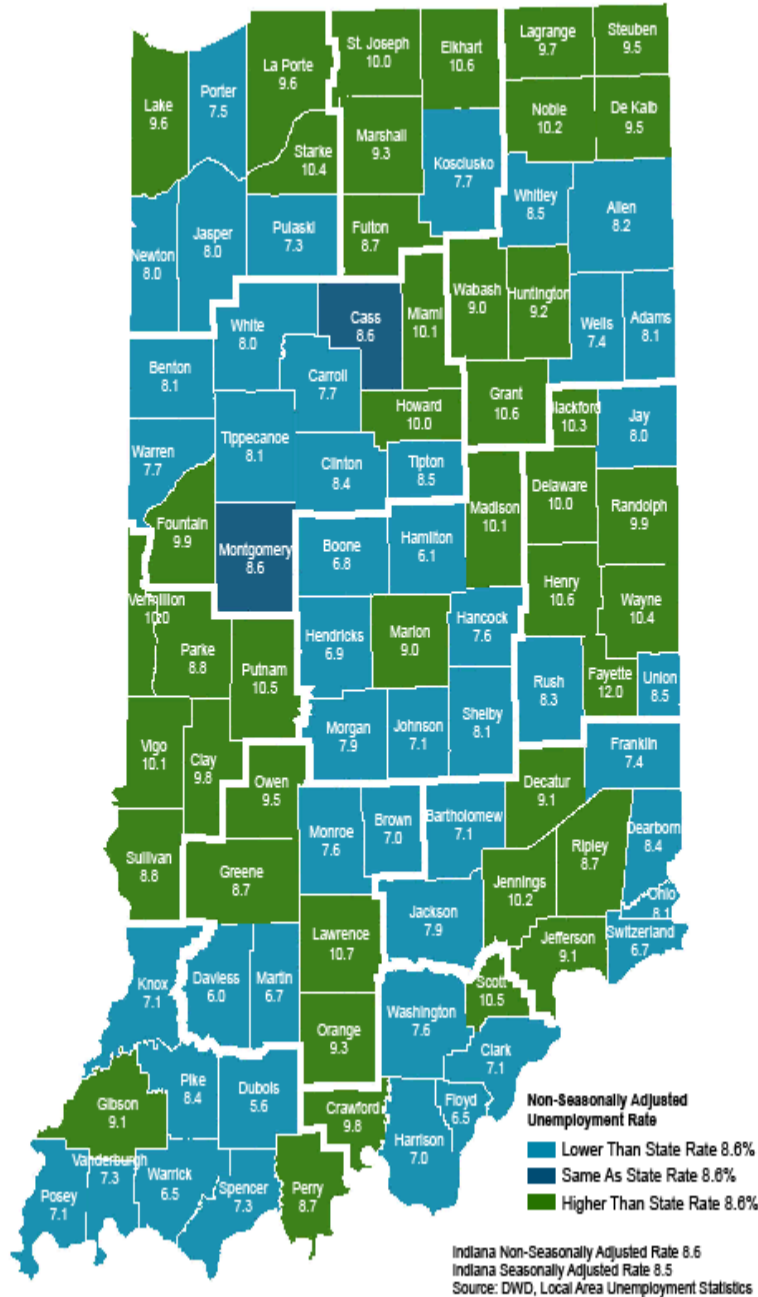 St. Joseph
10.0
Elkhart
10.6
Lagrange
9.7
Steuben
9.5
La Porte
9.6
Porter
7.5
Lake
9.6
Noble
10.2
De Kalb
9.5
Marshall
9.3
Starke
10.4
Kosciusko
7.7
Whitley
8.5
Allen
8.2
Newton
8.0
Jasper
8.0
Pulaski
7.3
Fulton
8.7
Wabash
9.0
Huntington
9.2
Miami
10.1
Cass
8.6
White
8.0
Wells
7.4
Adams
8.1
Benton
8.1
Carroll
7.7
Grant
10.6
Howard
10.0
lackford
10.3
Jay
8.0
Warren
7.7
Tippecanoe
8.1
Clinton
8.4
Tipton
8.5
Madison
10.1
Delaware
10.0
Randolph
9.9
Fountain
9.9
Montgomery
8.6
Boone
6.8
Hamilton
6.1
Henry
10.6
Wayne
10.4
Vermillion
10.0
Parke
8.8
Putnam
10.5
Hendricks
6.9
Marion
9.0
Hancock
7.6
Rush
8.3
Fayette
12.0
Union
8.5
Morgan
7.9
Johnson
7.1
Shelby
8.1
Vigo
10.1
Clay
9.8
Owen
9.5
Franklin
7.4
Decatur
9.1
Monroe
7.6
Brown
7.0
Bartholomew
7.1
Sullivan
8.8
Greene
8.7
Ripley
8.7
Dearborn
8.4
Jennings
10.2
Ohio
8.1
Jackson
7.9
Lawrence
10.7
Jefferson
9.1
Switzerland
6.7
Knox
7.1
Daviess
6.0
Martin
6.7
Scott
10.5
Washington
7.6
Orange
9.3
Clark
7.1
Pike
8.4
Dubois
5.6
Gibson
9.1
Crawford
9.8
Floyd
6.5
Harrison
7.0
Vanderburgh
7.3
Posey
7.1
Warrick
6.5
Spencer
7.3
Perry
8.7
Non-Seasonally Adjusted
Unemployment Rate
Lower Than State Rate 8.6%
Same As State Rate 8.6%
Higher Than State Rate 8.6%
Indiana Non-Seasonally Adjusted Rate 8.6
Indiana Seasonally Adjusted Rate 8.5
Source: DWD, Local Area Unemployment Statistics